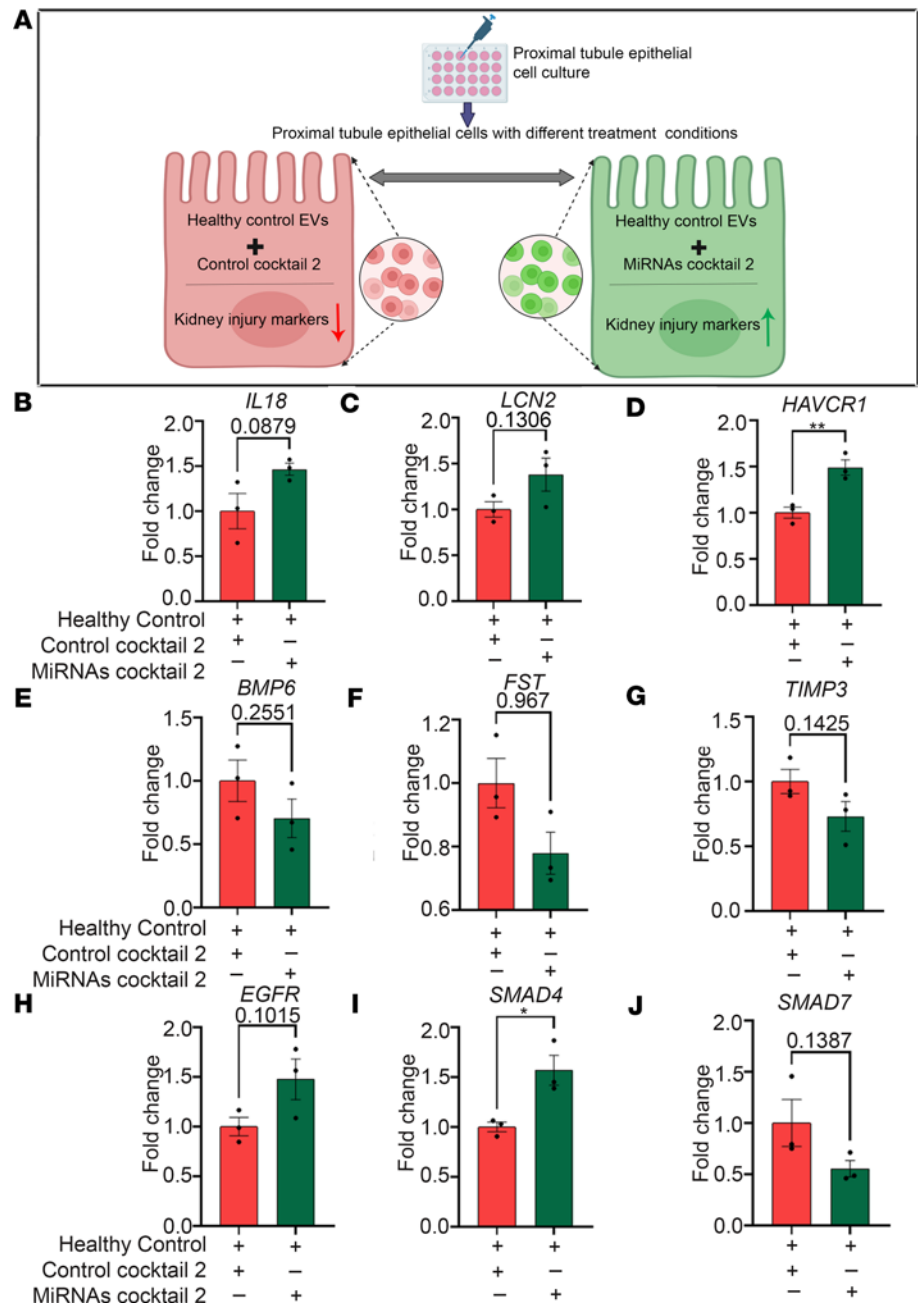 A
Proximal tubule epithelial
cell culture
Proximal tubule epithelial cells with different treatment conditions
Healthy control EVs
+
Control cocktail 2
Kidney injury markers
Healthy control EVs
+
MiRNAs cocktail 2
Kidney injury markers
B
IL18
0.0879
Fold change
2.0
1.5
1.0
0.5
0.0
C
LCN2
0.1306
Fold change
2.0
1.5
1.0
0.5
0.0
D
HAVCR1
**
Fold change
2.0
1.5
1.0
0.5
0.0
Healthy Control + + + + + +
Control cocktail 2 + − + − + −
MiRNAs cocktail 2 − + − + − +
E
BMP6
0.2551
Fold change
1.5
1.0
0.5
0.0
F
FST
0.967
Fold change
1.2
1.0
0.8
0.6
G
TIMP3
0.1425
Fold change
1.5
1.0
0.5
0.0
Healthy Control + + + + + +
Control cocktail 2 + − + − + −
MiRNAs cocktail 2 − + − + − +
H
EGFR
0.1015
Fold change
2.0
1.5
1.0
0.5
0.0
I
SMAD4
*
Fold change
2.0
1.5
1.0
0.5
0.0
J
SMAD7
0.1387
Fold change
2.0
1.5
1.0
0.5
0.0
Healthy Control + + + + + +
Control cocktail 2 + − + − + −
MiRNAs cocktail 2 − + − + − +